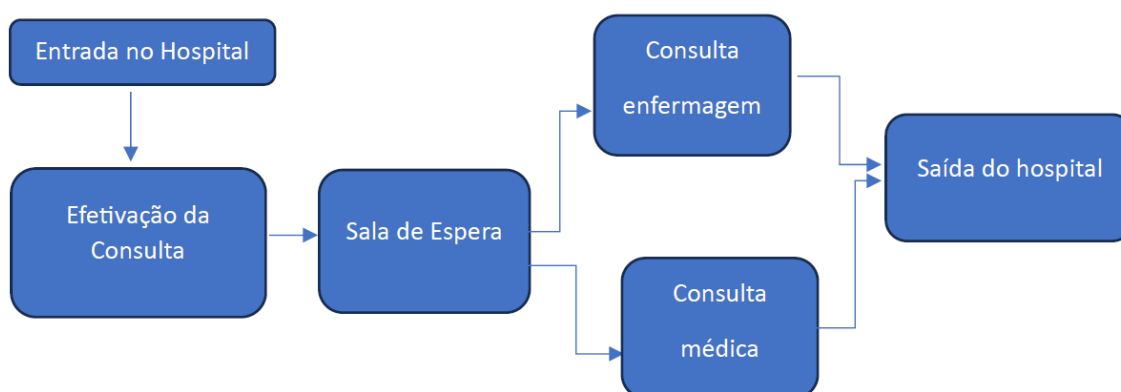 Entrada no Hospital
Efetivação da
Consulta
Sala de Espera
Consulta
enfermagem
Consulta
médica
Saída do hospital